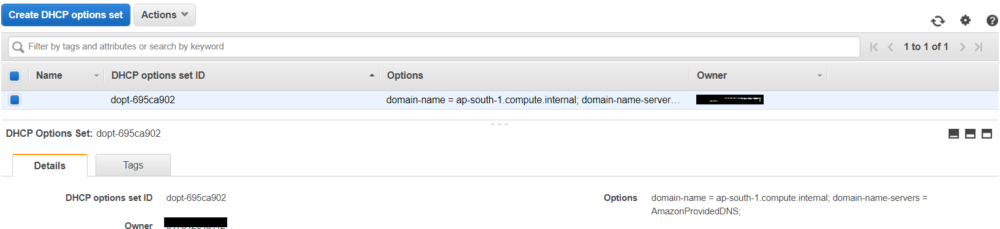 Create DHCP options set Actions
Filter by tags and attributes or search by keyword 1 to 1 of 1
Name DHCP options set ID Options Owner
dopt-695ca902 domain-name = ap-south-1.compute.internal; domain-name-server…
DHCP Options Set: dopt-695ca902
Details Tags
DHCP options set ID dopt-695ca902 Options domain-name = ap-south-1.compute.internal; domain-name-servers =
AmazonProvidedDNS;
Owner